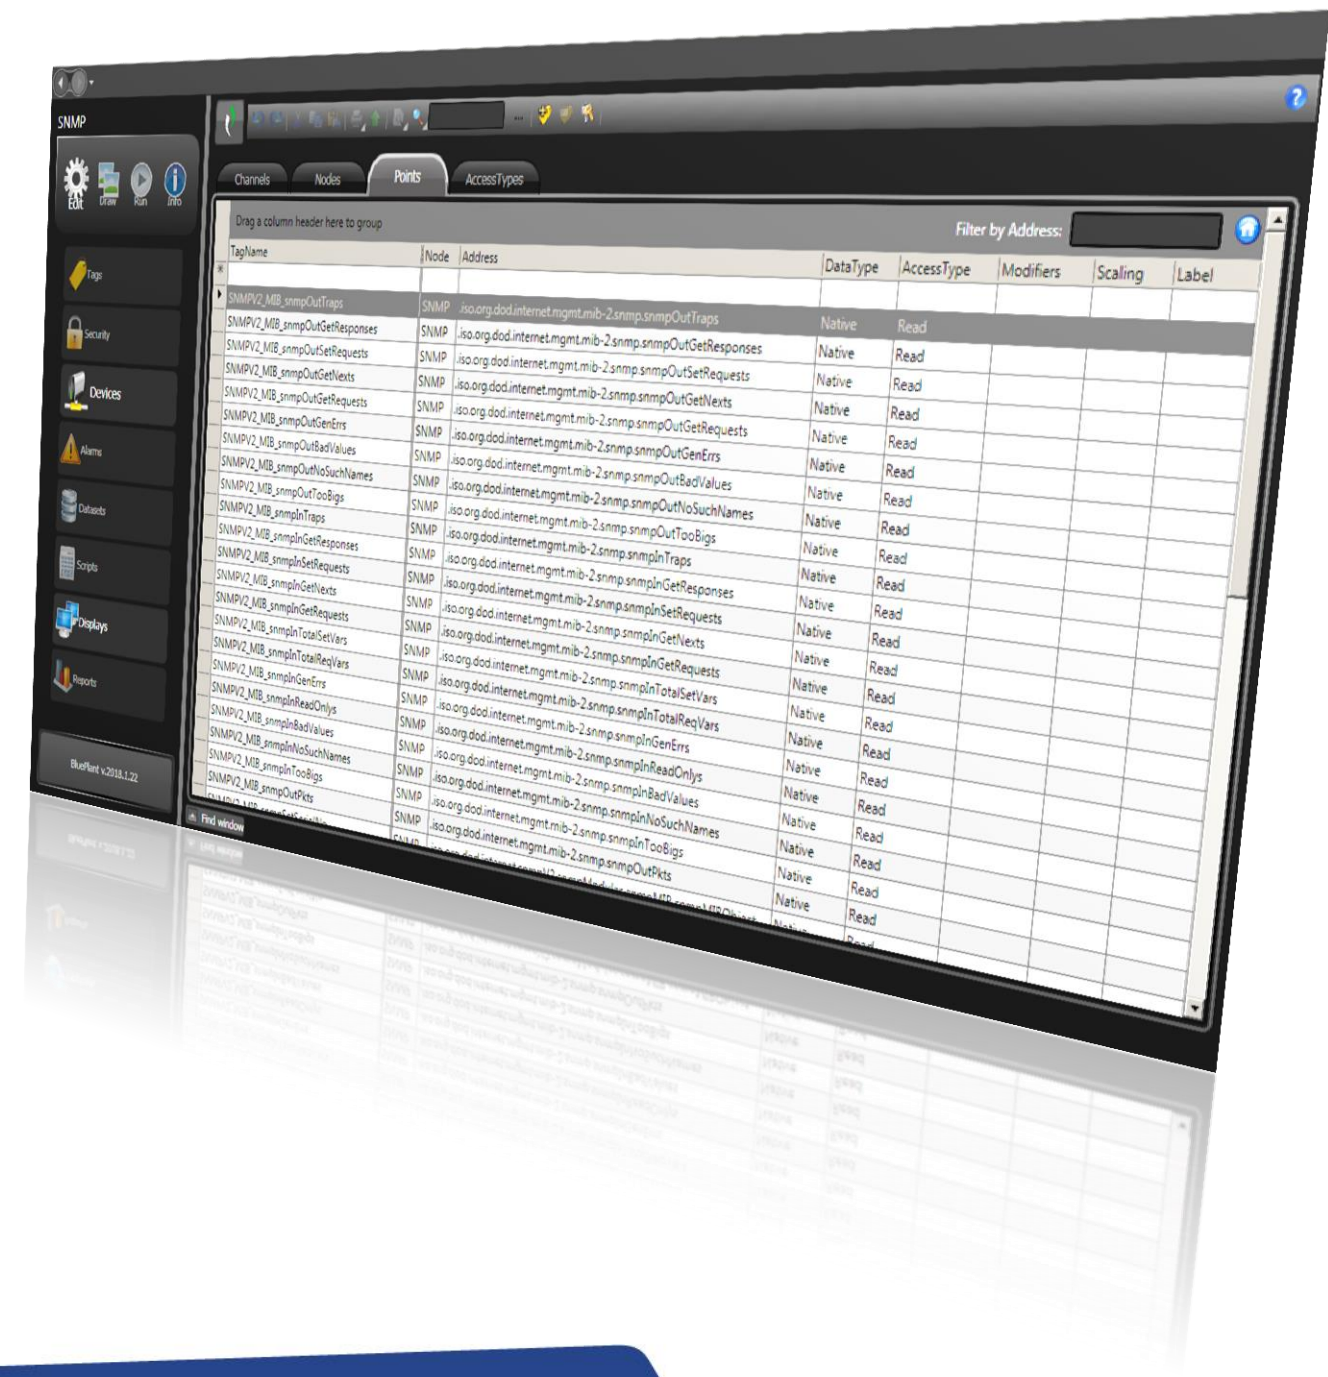 SNMP
Edit Draw Run Info
Tags
Security
Devices
Alarms
Datasets
Scripts
Displays
Reports
BluePlant v.2018.1.22
Channels Nodes Points AccessTypes
Drag a column header here to group Filter by Address:
TagName Node Address DataType AccessType Modifiers Scaling Label
SNMPV2_MIB_snmpOutTraps SNMP .iso.org.dod.internet.mgmt.mib-2.snmp.snmpOutTraps Native Read
SNMPV2_MIB_snmpOutGetResponses SNMP .iso.org.dod.internet.mgmt.mib-2.snmp.snmpOutGetResponses Native Read
SNMPV2_MIB_snmpOutSetRequests SNMP .iso.org.dod.internet.mgmt.mib-2.snmp.snmpOutSetRequests Native Read
SNMPV2_MIB_snmpOutGetNexts SNMP .iso.org.dod.internet.mgmt.mib-2.snmp.snmpOutGetNexts Native Read
SNMPV2_MIB_snmpOutGetRequests SNMP .iso.org.dod.internet.mgmt.mib-2.snmp.snmpOutGetRequests Native Read
SNMPV2_MIB_snmpOutGenErrs SNMP .iso.org.dod.internet.mgmt.mib-2.snmp.snmpOutGenErrs Native Read
SNMPV2_MIB_snmpOutBadValues SNMP .iso.org.dod.internet.mgmt.mib-2.snmp.snmpOutBadValues Native Read
SNMPV2_MIB_snmpOutNoSuchNames SNMP .iso.org.dod.internet.mgmt.mib-2.snmp.snmpOutNoSuchNames Native Read
SNMPV2_MIB_snmpOutTooBigs SNMP .iso.org.dod.internet.mgmt.mib-2.snmp.snmpOutTooBigs Native Read
SNMPV2_MIB_snmpInTraps SNMP .iso.org.dod.internet.mgmt.mib-2.snmp.snmpInTraps Native Read
SNMPV2_MIB_snmpInGetResponses SNMP .iso.org.dod.internet.mgmt.mib-2.snmp.snmpInGetResponses Native Read
SNMPV2_MIB_snmpInSetRequests SNMP .iso.org.dod.internet.mgmt.mib-2.snmp.snmpInSetRequests Native Read
SNMPV2_MIB_snmpInGetNexts SNMP .iso.org.dod.internet.mgmt.mib-2.snmp.snmpInGetNexts Native Read
SNMPV2_MIB_snmpInGetRequests SNMP .iso.org.dod.internet.mgmt.mib-2.snmp.snmpInGetRequests Native Read
SNMPV2_MIB_snmpInTotalSetVars SNMP .iso.org.dod.internet.mgmt.mib-2.snmp.snmpInTotalSetVars Native Read
SNMPV2_MIB_snmpInTotalReqVars SNMP .iso.org.dod.internet.mgmt.mib-2.snmp.snmpInTotalReqVars Native Read
SNMPV2_MIB_snmpInGenErrs SNMP .iso.org.dod.internet.mgmt.mib-2.snmp.snmpInGenErrs Native Read
SNMPV2_MIB_snmpInReadOnlys SNMP .iso.org.dod.internet.mgmt.mib-2.snmp.snmpInReadOnlys Native Read
SNMPV2_MIB_snmpInBadValues SNMP .iso.org.dod.internet.mgmt.mib-2.snmp.snmpInBadValues Native Read
SNMPV2_MIB_snmpInNoSuchNames SNMP .iso.org.dod.internet.mgmt.mib-2.snmp.snmpInNoSuchNames Native Read
SNMPV2_MIB_snmpInTooBigs SNMP .iso.org.dod.internet.mgmt.mib-2.snmp.snmpInTooBigs Native Read
SNMPV2_MIB_snmpOutPkts SNMP .iso.org.dod.internet.mgmt.mib-2.snmp.snmpOutPkts Native Read
Find window